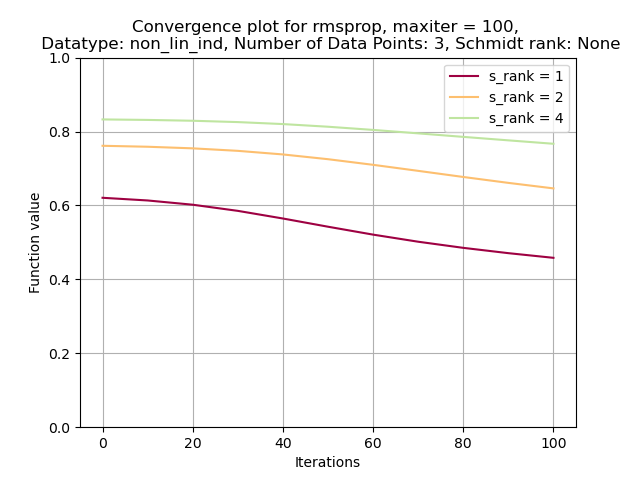 Convergence plot for rmsprop, maxiter = 100,
Datatype: non_lin_ind, Number of Data Points: 3, Schmidt rank: None
s_rank = 1
s_rank = 2
s_rank = 4
1.0
0.8
0.6
0.4
0.2
0.0
Function value
0 20 40 60 80 100
Iterations